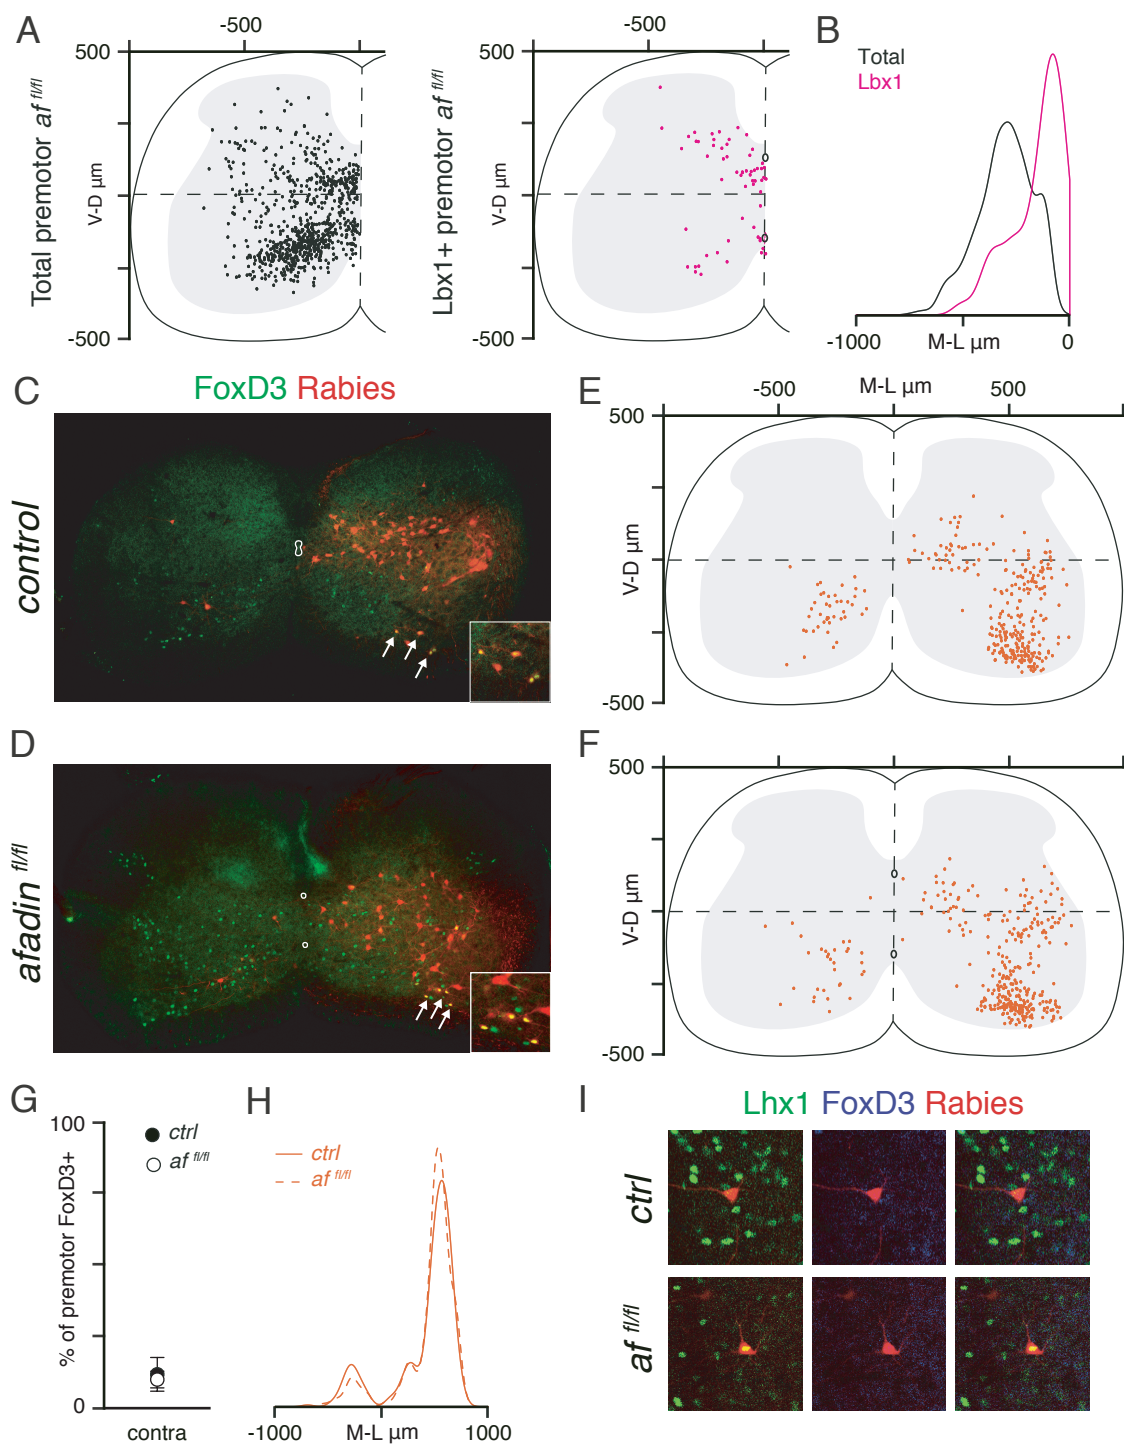 A
-500
500
-500
V-D µm
Total premotor af fl/fl
-500
500
-500
V-D µm
Lbx1+ premotor af fl/fl
B
Total
Lbx1
-1000
M-L µm
0
C
FoxD3 Rabies
control
D
afadin fl/fl
E
-500
M-L µm
500
500
V-D µm
-500
F
500
V-D µm
-500
G
100
% of premotor FoxD3+
0
ctrl
af fl/fl
contra
H
ctrl
af fl/fl
-1000
M-L µm
1000
I
Lhx1 FoxD3 Rabies
ctrl
af fl/fl